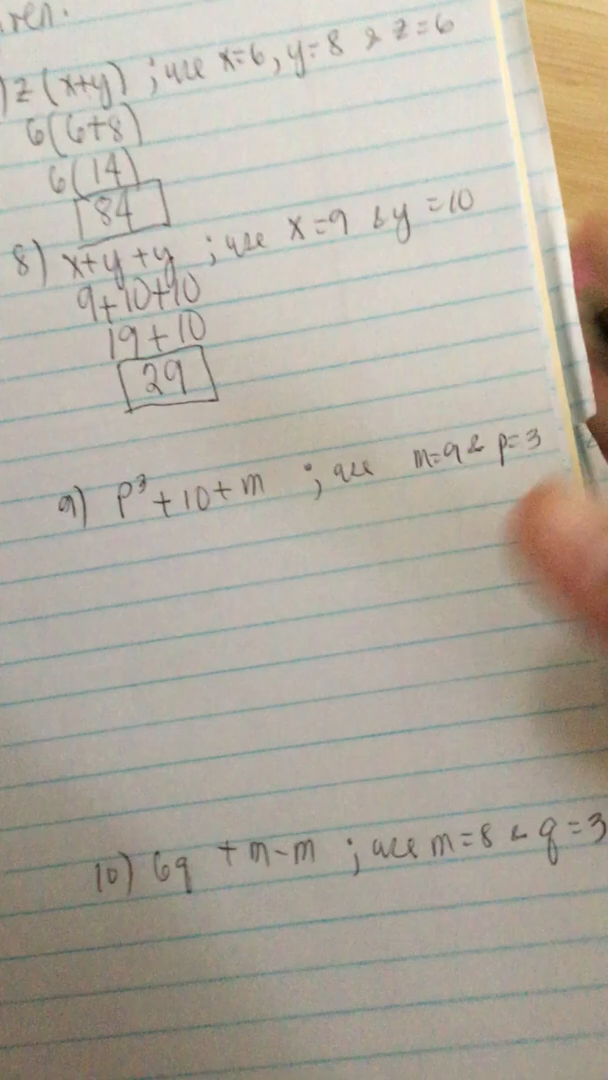 ) z(x+y) ; use x=6, y=8 & z=6
6(6+8)
6(14)
84
8) x+y+y ; use x=9 & y=10
9+10+10
19+10
29
9) p³+10+m ; use m=9 & p=3
10) 6q +m-m ; use m=8 & q=3